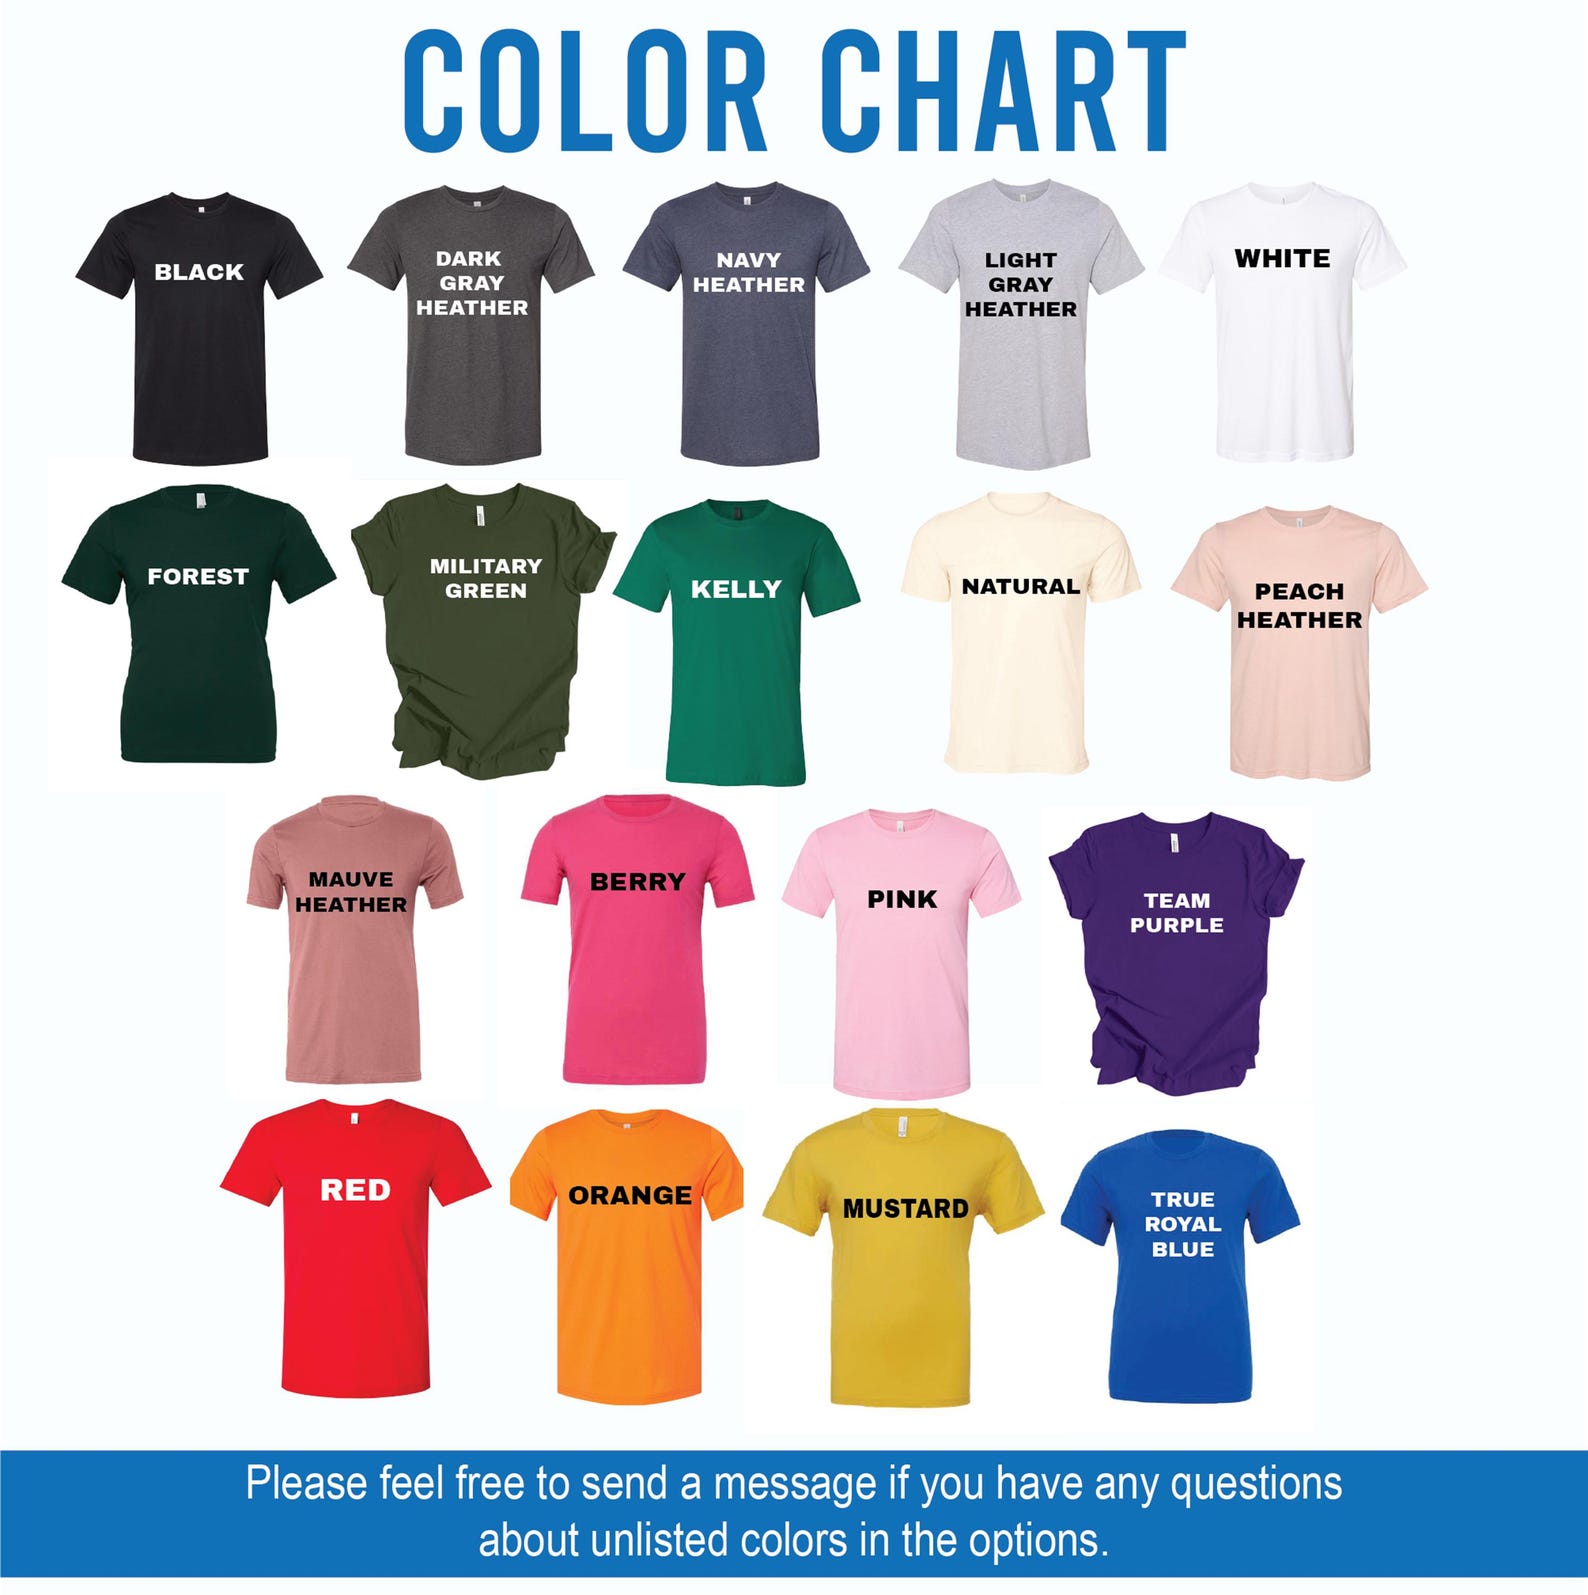 COLOR CHART
BLACK
DARK
GRAY
HEATHER
NAVY
HEATHER
LIGHT
GRAY
HEATHER
WHITE
FOREST
MILITARY
GREEN
KELLY
NATURAL
PEACH
HEATHER
MAUVE
HEATHER
BERRY
PINK
TEAM
PURPLE
RED
ORANGE
MUSTARD
TRUE
ROYAL
BLUE
Please feel free to send a message if you have any questions
about unlisted colors in the options.